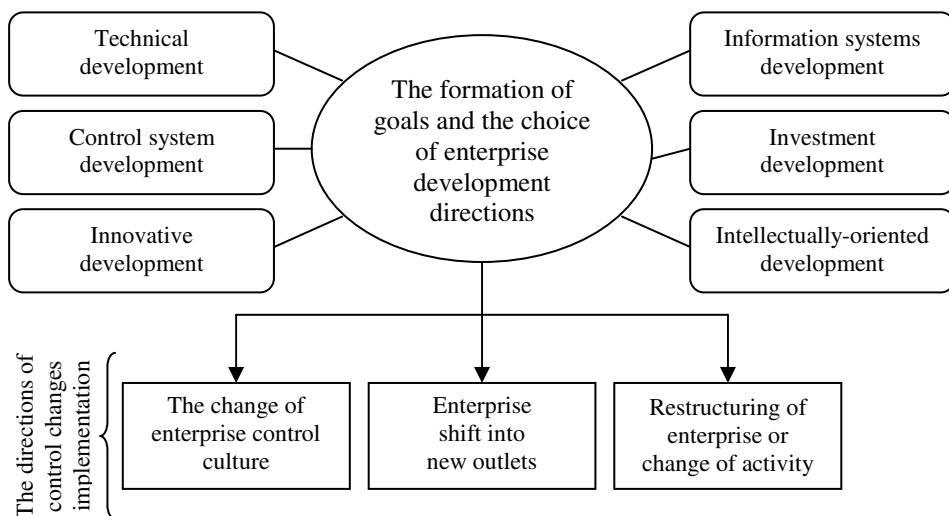 Technical
development
Control system
development
Innovative
development
The formation of
goals and the choice
of enterprise
development
directions
Information systems
development
Investment
development
Intellectually-oriented
development
The directions of
control changes
implementation
The change of
enterprise control
culture
Enterprise
shift into
new outlets
Restructuring of
enterprise or
change of activity